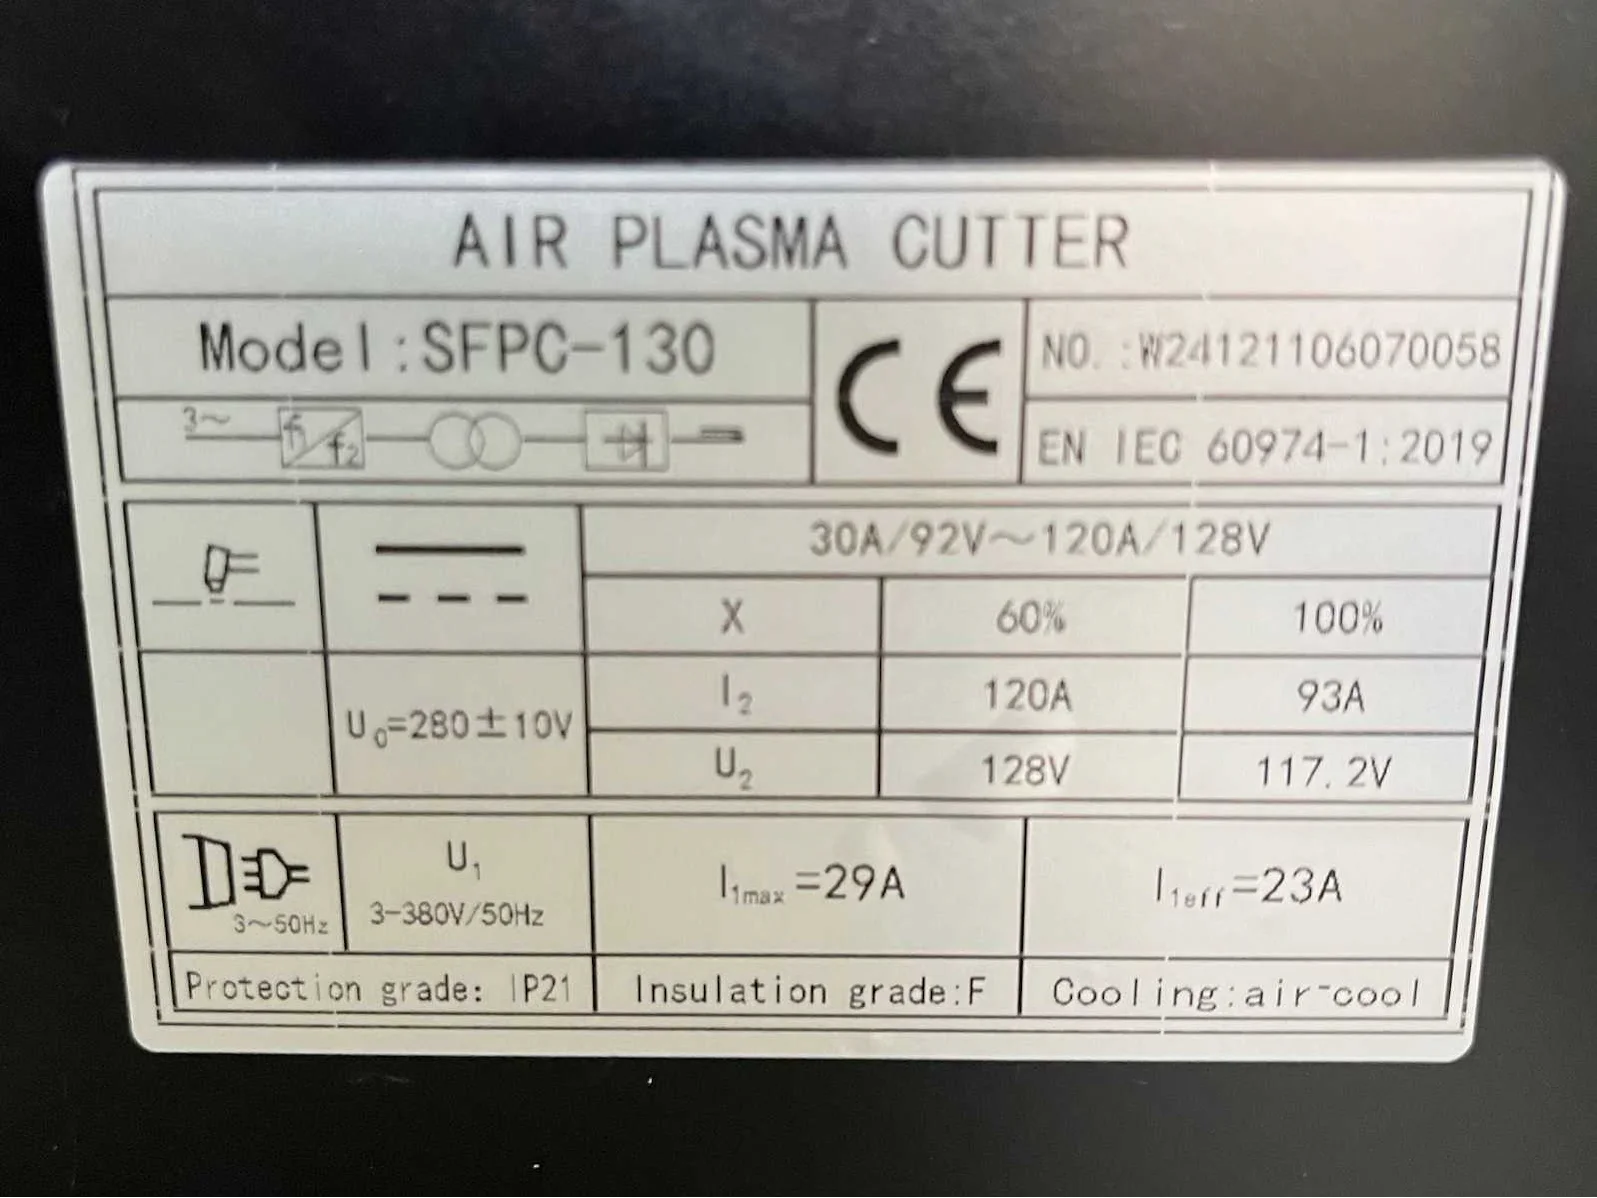 AIR PLASMA CUTTER
Model:SFPC-130
CE
NO.:W24121106070058
3~ f1 f2
EN IEC 60974-1:2019
30A/92V~120A/128V
X 60% 100%
U0=280±10V
I2 120A 93A
U2 128V 117.2V
3~50Hz
U1
3-380V/50Hz
I1max=29A
I1eff=23A
Protection grade: IP21
Insulation grade:F
Cooling:air-cool